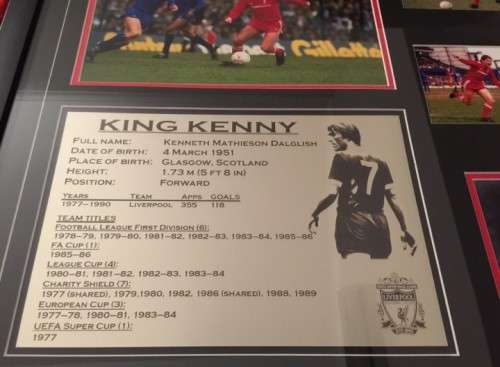 Gillette
KING KENNY
FULL NAME: KENNETH MATHIESON DALGLISH
DATE OF BIRTH: 4 MARCH 1951
PLACE OF BIRTH: GLASGOW, SCOTLAND
HEIGHT: 1.73 M (5 FT 8 IN)
POSITION: FORWARD
YEARS TEAM APPS GOALS
1977-1990 LIVERPOOL 355 118
TEAM TITLES
FOOTBALL LEAGUE FIRST DIVISION (6):
1978-79, 1979-80, 1981-82, 1982-83, 1983-84, 1985-86
FA CUP (1):
1985-86
LEAGUE CUP (4):
1980-81, 1981-82, 1982-83, 1983-84
CHARITY SHIELD (7):
1977 (SHARED), 1979,1980, 1982, 1986 (SHARED), 1988, 1989
EUROPEAN CUP (3):
1977-78, 1980-81, 1983-84
UEFA SUPER CUP (1):
1977
7
LIVERPOOL